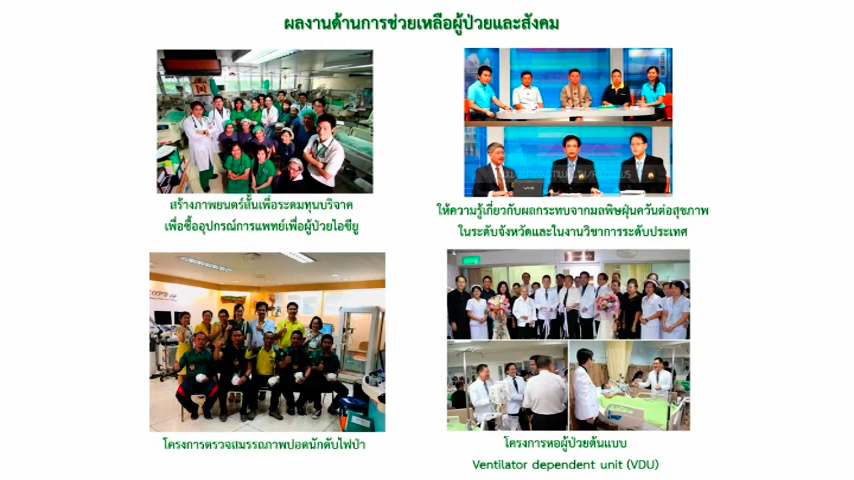 ผลงานด้านการช่วยเหลือผู้ป่วยและสังคม
สร้างภาพยนตร์สั้นเพื่อระดมทุนบริจาค
เพื่อซื้ออุปกรณ์การแพทย์เพื่อผู้ป่วยไอซียู
ให้ความรู้เกี่ยวกับผลกระทบจากมลพิษฝุ่นควันต่อสุขภาพ
ในระดับจังหวัดและในงานวิชาการระดับประเทศ
โครงการตรวจสมรรถภาพปอดนักดับไฟป่า
โครงการหอผู้ป่วยต้นแบบ
Ventilator dependent unit (VDU)